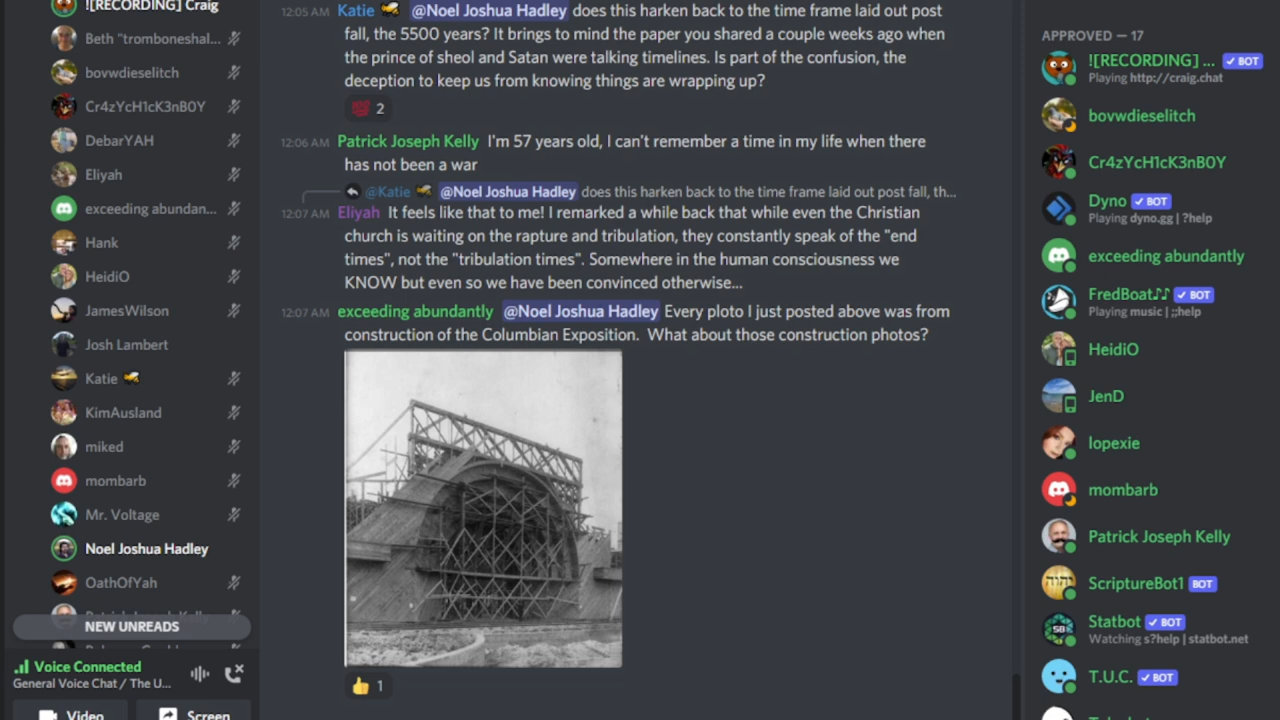 ![RECORDING] Craig
Beth "tromboneshal...
bovwdieselitch
Cr4zYcH1cK3nB0Y
DebarYAH
Eliyah
exceeding abundan...
Hank
HeidiO
JamesWilson
Josh Lambert
Katie
KimAusland
miked
mombarb
Mr. Voltage
Noel Joshua Hadley
OathOfYah
NEW UNREADS
Voice Connected
General Voice Chat / The U...
Video
Screen
12:05 AM Katie @Noel Joshua Hadley does this harken back to the time frame laid out post
fall, the 5500 years? It brings to mind the paper you shared a couple weeks ago when
the prince of sheol and Satan were talking timelines. Is part of the confusion, the
deception to keep us from knowing things are wrapping up?
💯 2
12:06 AM Patrick Joseph Kelly I'm 57 years old, I can't remember a time in my life when there
has not been a war
@Katie @Noel Joshua Hadley does this harken back to the time frame laid out post fall, th...
12:07 AM Eliyah It feels like that to me! I remarked a while back that while even the Christian
church is waiting on the rapture and tribulation, they constantly speak of the "end
times", not the "tribulation times". Somewhere in the human consciousness we
KNOW but even so we have been convinced otherwise...
12:07 AM exceeding abundantly @Noel Joshua Hadley Every ploto I just posted above was from
construction of the Columbian Exposition. What about those construction photos?
👍 1
APPROVED — 17
![RECORDING] ... ✓ BOT
Playing http://craig.chat
bovwdieselitch
Cr4zYcH1cK3nB0Y
Dyno ✓ BOT
Playing dyno.gg | ?help
exceeding abundantly
FredBoat♪♪ ✓ BOT
Playing music | ;;help
HeidiO
JenD
lopexie
mombarb
Patrick Joseph Kelly
יהוה
ScriptureBot1 BOT
SB
Statbot ✓ BOT
Watching s?help | statbot.net
T.U.C. ✓ BOT